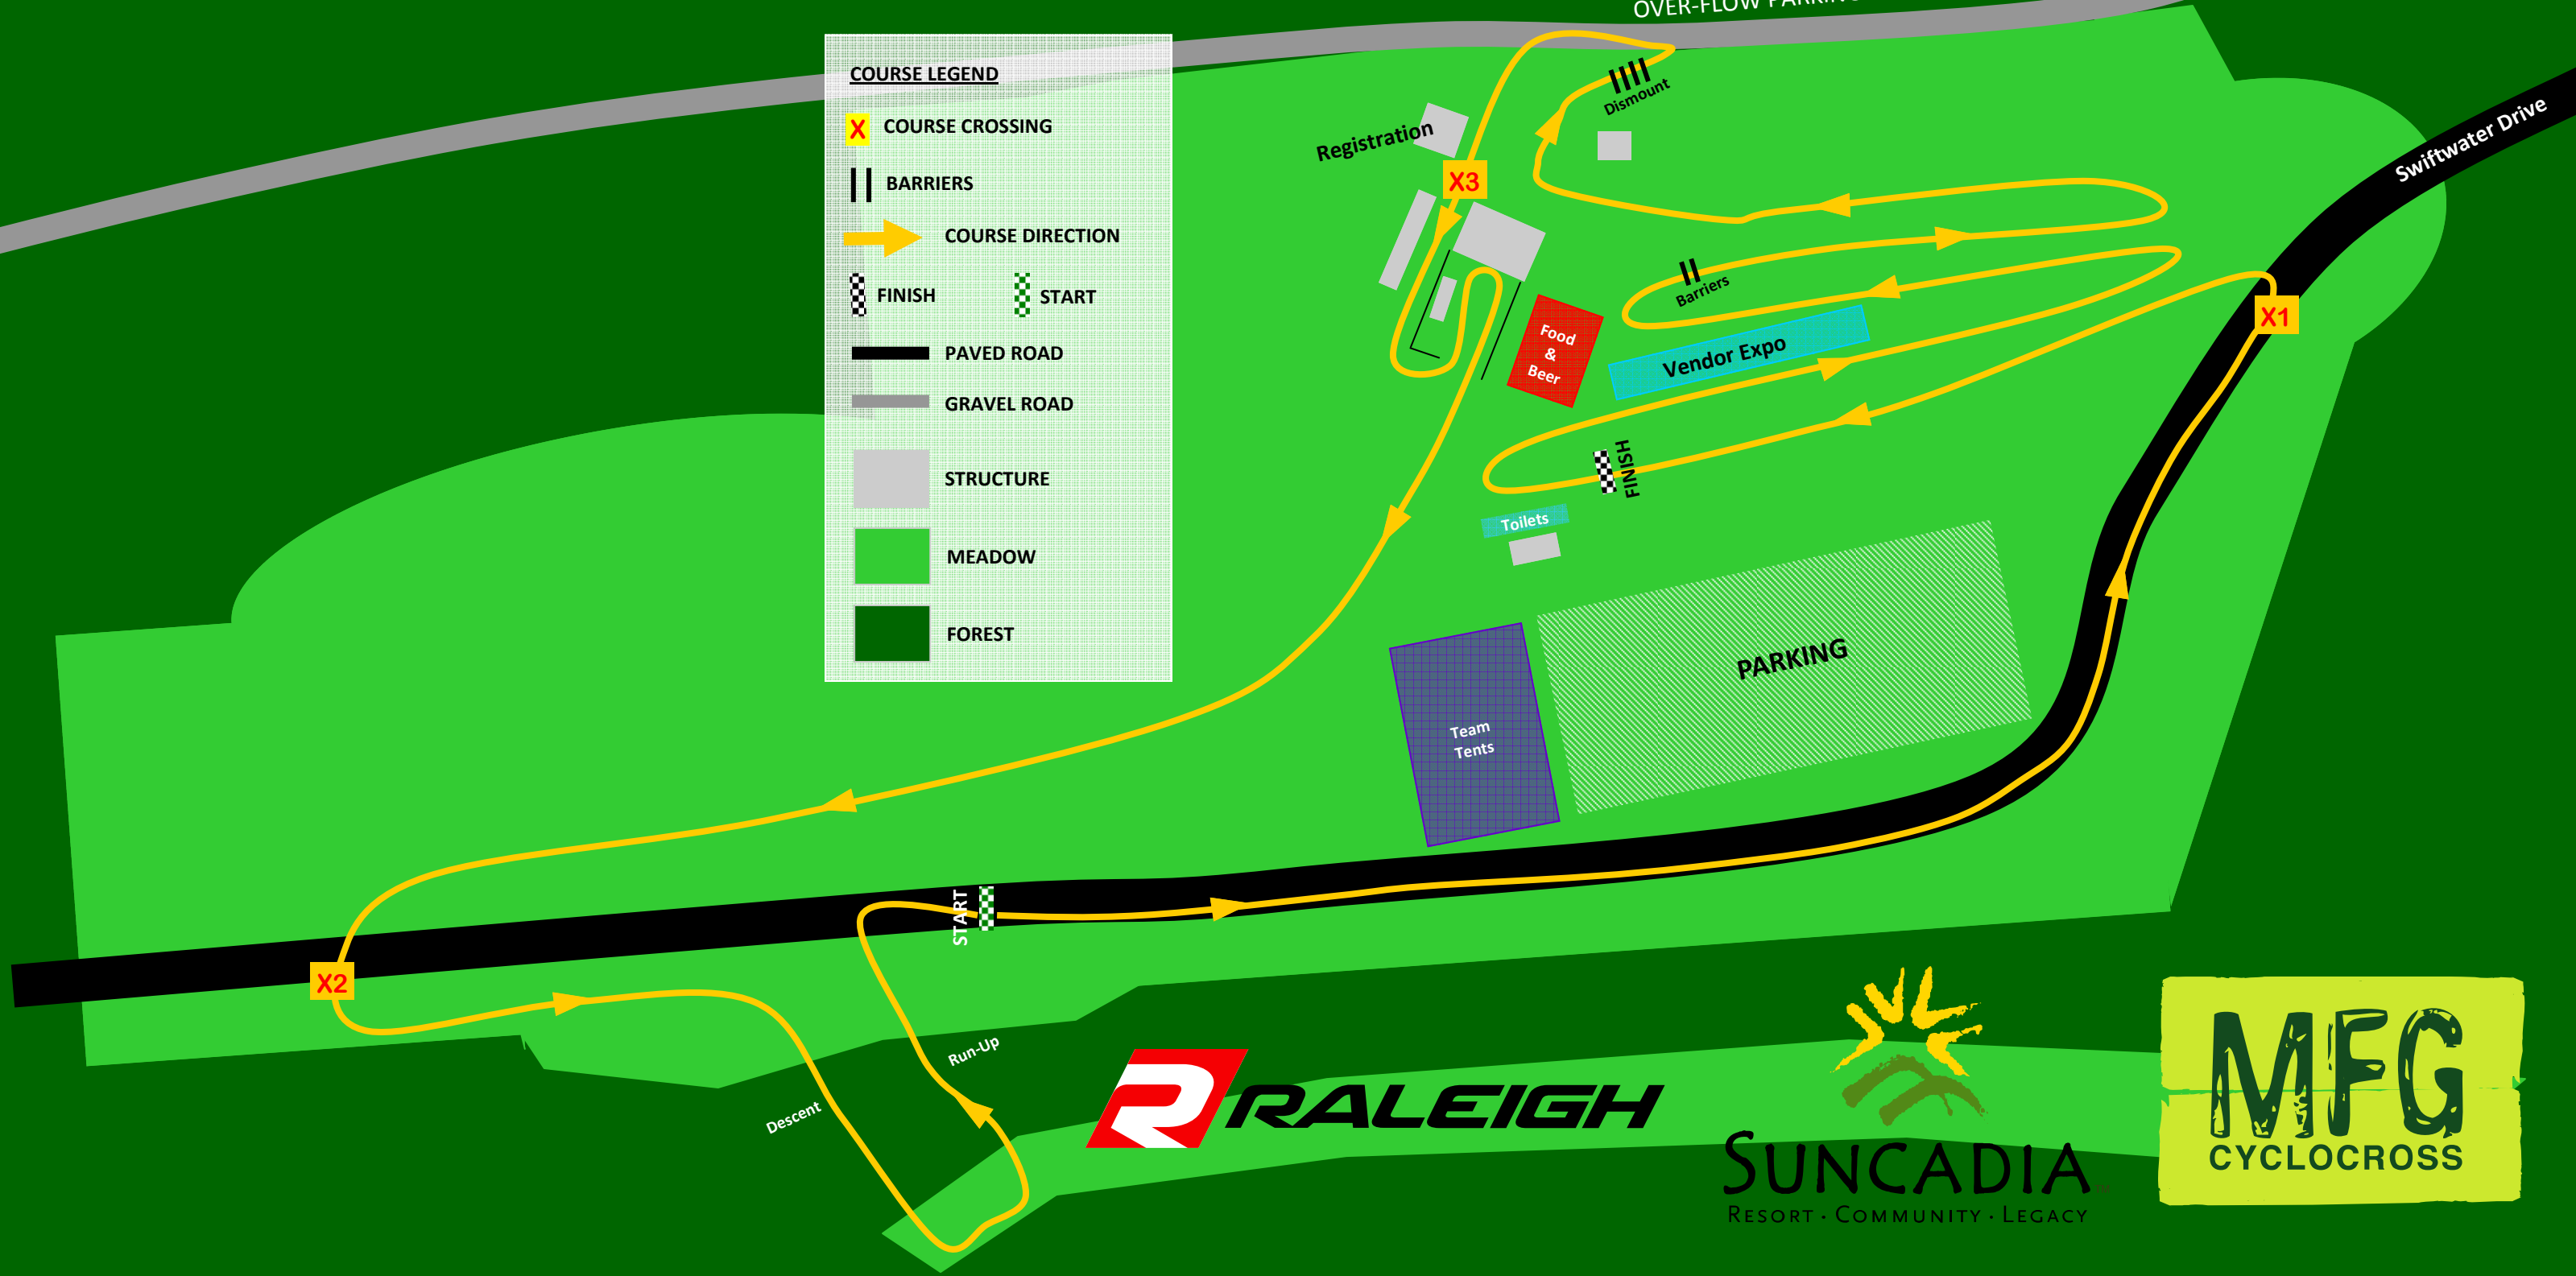 OVER-FLOW PARKING
COURSE LEGEND
X COURSE CROSSING
BARRIERS
COURSE DIRECTION
FINISH START
PAVED ROAD
GRAVEL ROAD
STRUCTURE
MEADOW
FOREST
Dismount
Registration
X3
Swiftwater Drive
Barriers
X1
Food
&
Beer
Vendor Expo
FINISH
Toilets
PARKING
Team
Tents
START
X2
Run-Up
Descent
RALEIGH
SUNCADIA
RESORT · COMMUNITY · LEGACY
MFG
CYCLOCROSS